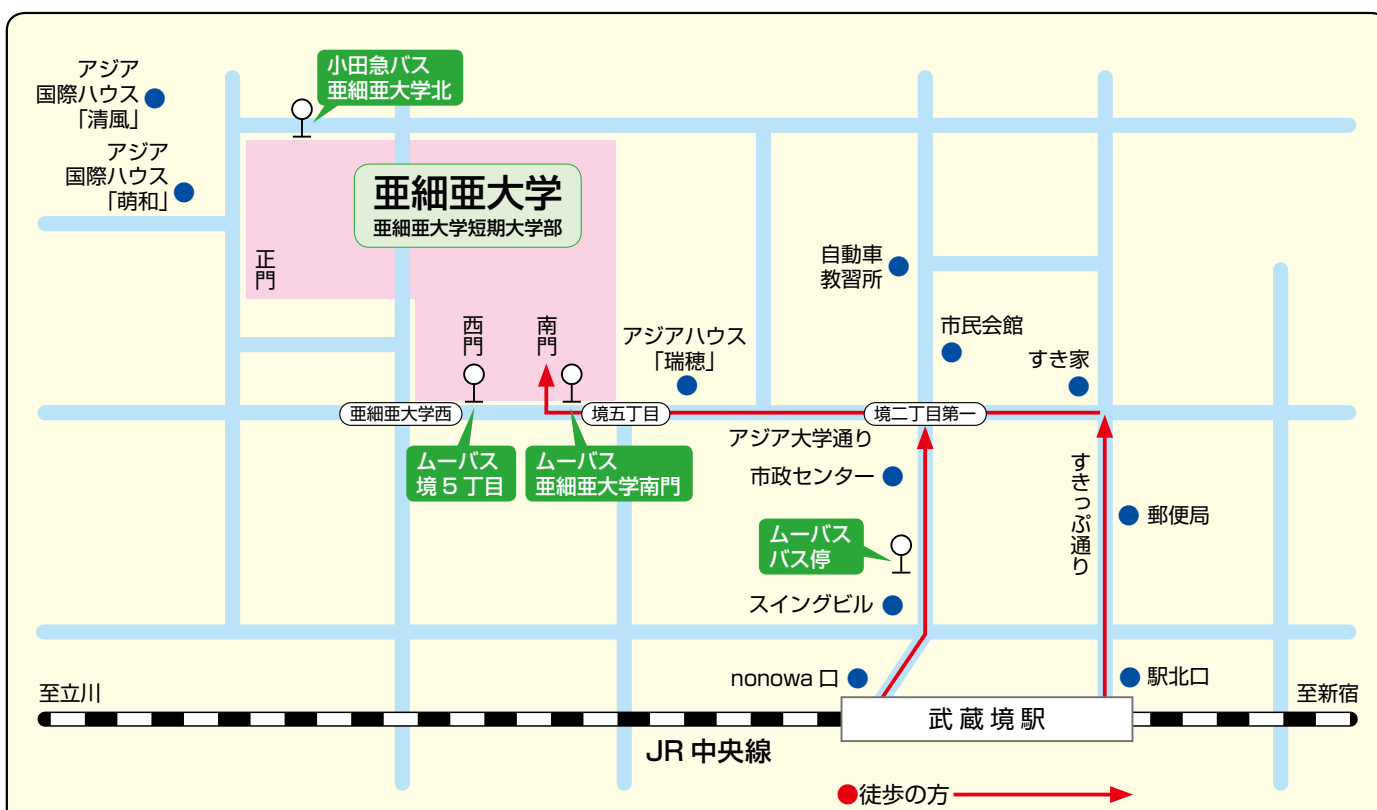 小田急バス
亜細亜大学北
アジア
国際ハウス
「清風」
アジア
国際ハウス
「萌和」
亜細亜大学
亜細亜大学短期大学部
正門
西門
南門
アジアハウス
「瑞穂」
自動車
教習所
市民会館
すき家
亜細亜大学西
境五丁目
境二丁目第一
アジア大学通り
ムーバス
境5丁目
ムーバス
亜細亜大学南門
市政センター
すきっぷ通り
郵便局
ムーバス
バス停
スイングビル
nonowa口
駅北口
至立川
至新宿
武蔵境駅
JR中央線
●徒歩の方